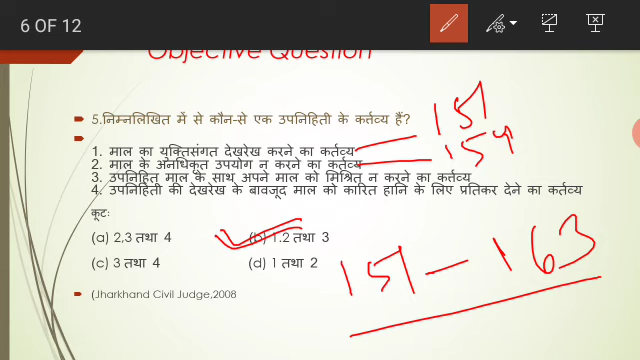 6 OF 12
Objective Question
5.निम्नलिखित में से कौन-से एक उपनिहिती के कर्तव्य हैं?
151
1. माल का युक्तिसंगत देखरेख करने का कर्तव्य
154
2. माल के अनधिकृत उपयोग न करने का कर्तव्य
3. उपनिहित माल के साथ अपने माल को मिश्रित न करने का कर्तव्य
4. उपनिहिती की देखरेख के बावजूद माल को कारित हानि के लिए प्रतिकर देने का कर्तव्य
कूटः
(a) 2,3 तथा 4 (b) 1.2 तथा 3
(c) 3 तथा 4 (d) 1 तथा 2
151 - 163
(Jharkhand Civil Judge,2008